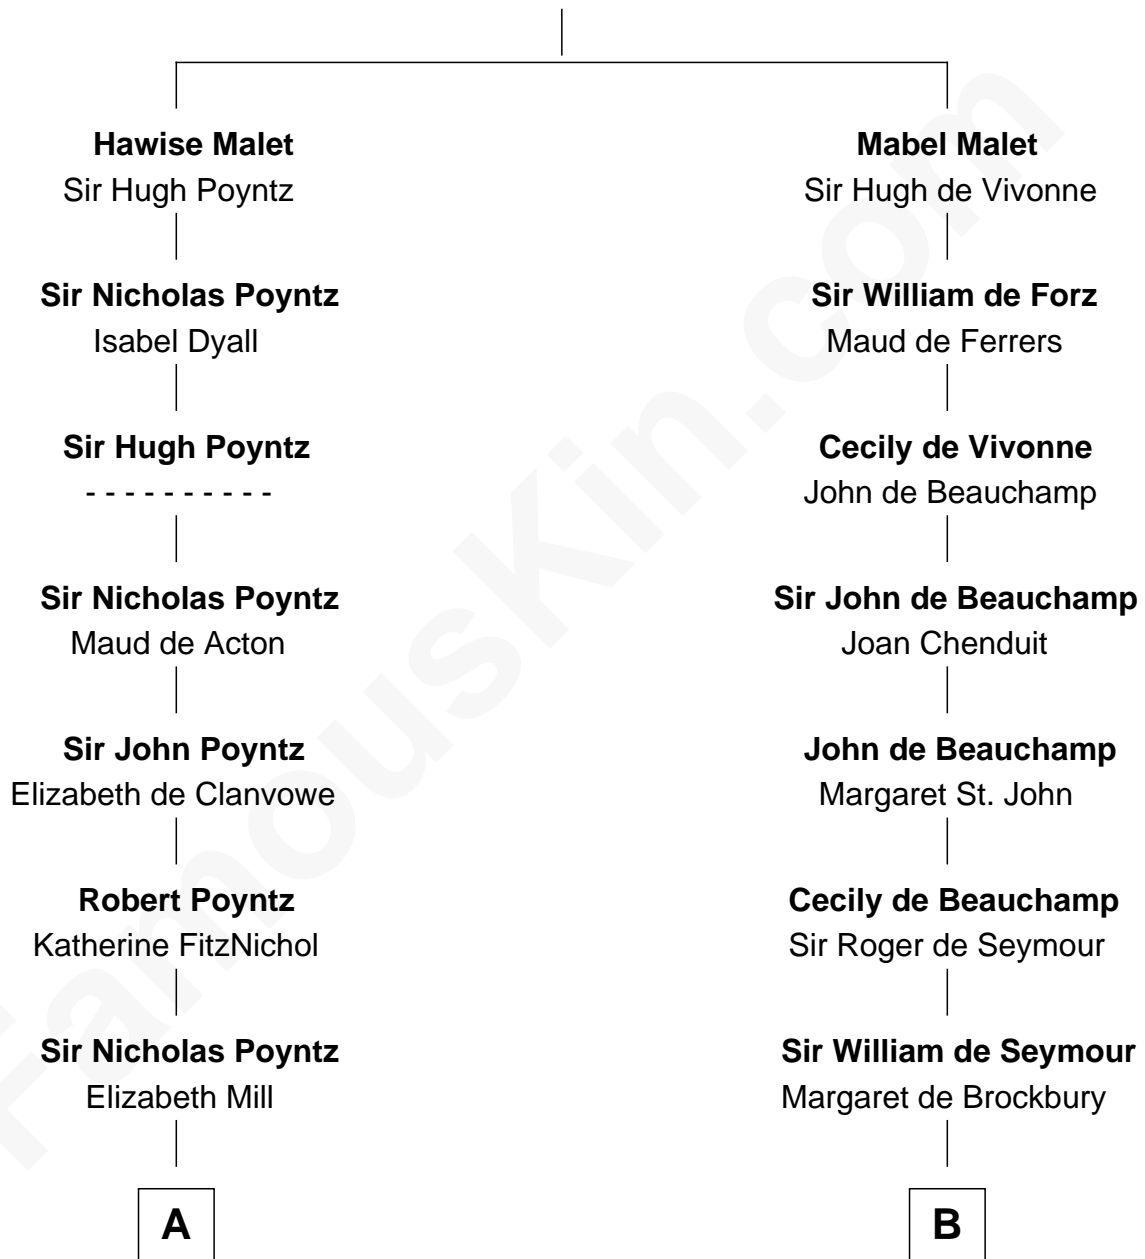 Hawise Malet
Sir Hugh Poyntz
Sir Nicholas Poyntz
Isabel Dyall
Sir Hugh Poyntz
- - - - - - - - - -
Sir Nicholas Poyntz
Maud de Acton
Sir John Poyntz
Elizabeth de Clanvowe
Robert Poyntz
Katherine FitzNichol
Sir Nicholas Poyntz
Elizabeth Mill
A
Mabel Malet
Sir Hugh de Vivonne
Sir William de Forz
Maud de Ferrers
Cecily de Vivonne
John de Beauchamp
Sir John de Beauchamp
Joan Chenduit
John de Beauchamp
Margaret St. John
Cecily de Beauchamp
Sir Roger de Seymour
Sir William de Seymour
Margaret de Brockbury
B
FamousKin.com